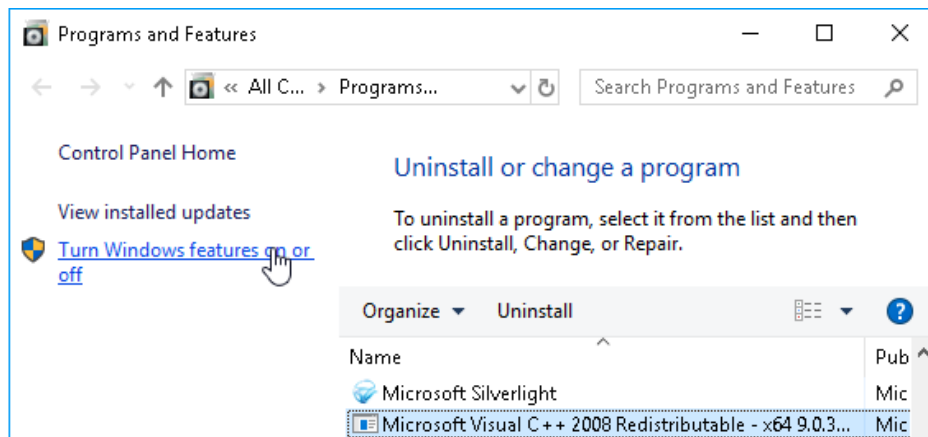 Programs and Features
« All C... › Programs...
Search Programs and Features
Control Panel Home
View installed updates
Turn Windows features on or
off
Uninstall or change a program
To uninstall a program, select it from the list and then
click Uninstall, Change, or Repair.
Organize Uninstall
Name Pub
Microsoft Silverlight Mic
Microsoft Visual C++ 2008 Redistributable - x64 9.0.3... Mic